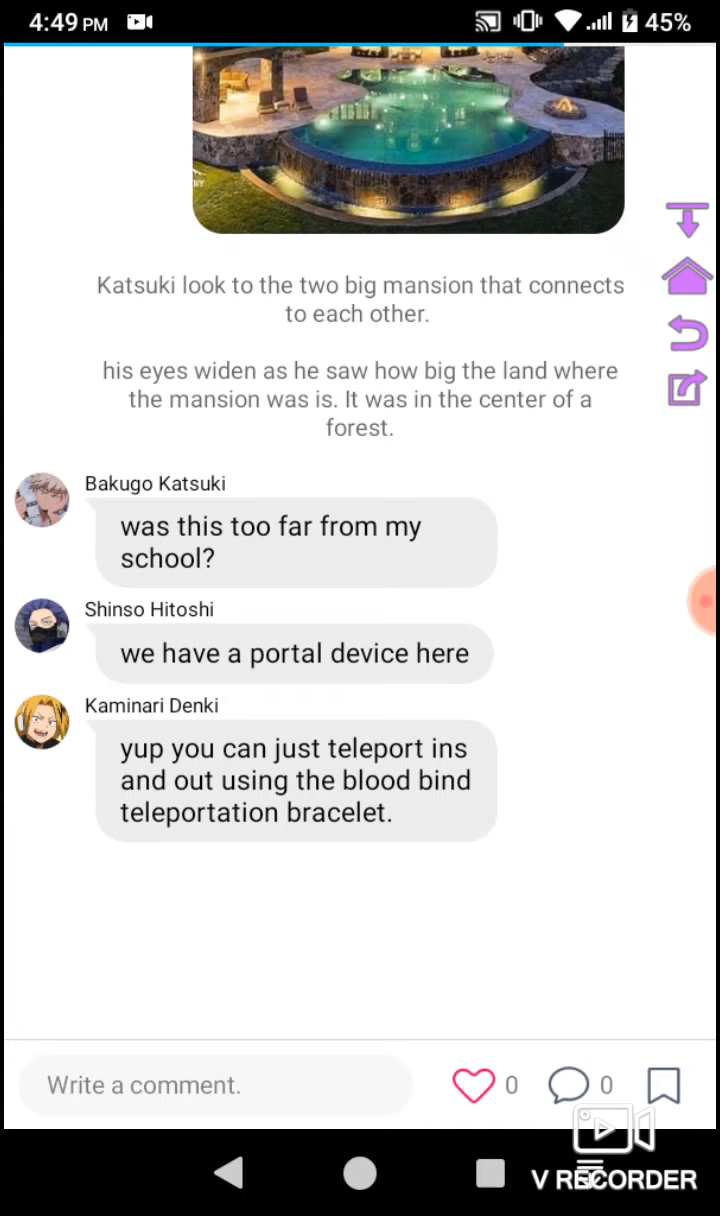 4:49 PM
45%
RT
Katsuki look to the two big mansion that connects
to each other.
his eyes widen as he saw how big the land where
the mansion was is. It was in the center of a
forest.
Bakugo Katsuki
was this too far from my
school?
Shinso Hitoshi
we have a portal device here
Kaminari Denki
yup you can just teleport ins
and out using the blood bind
teleportation bracelet.
Write a comment.
0
0
V RECORDER